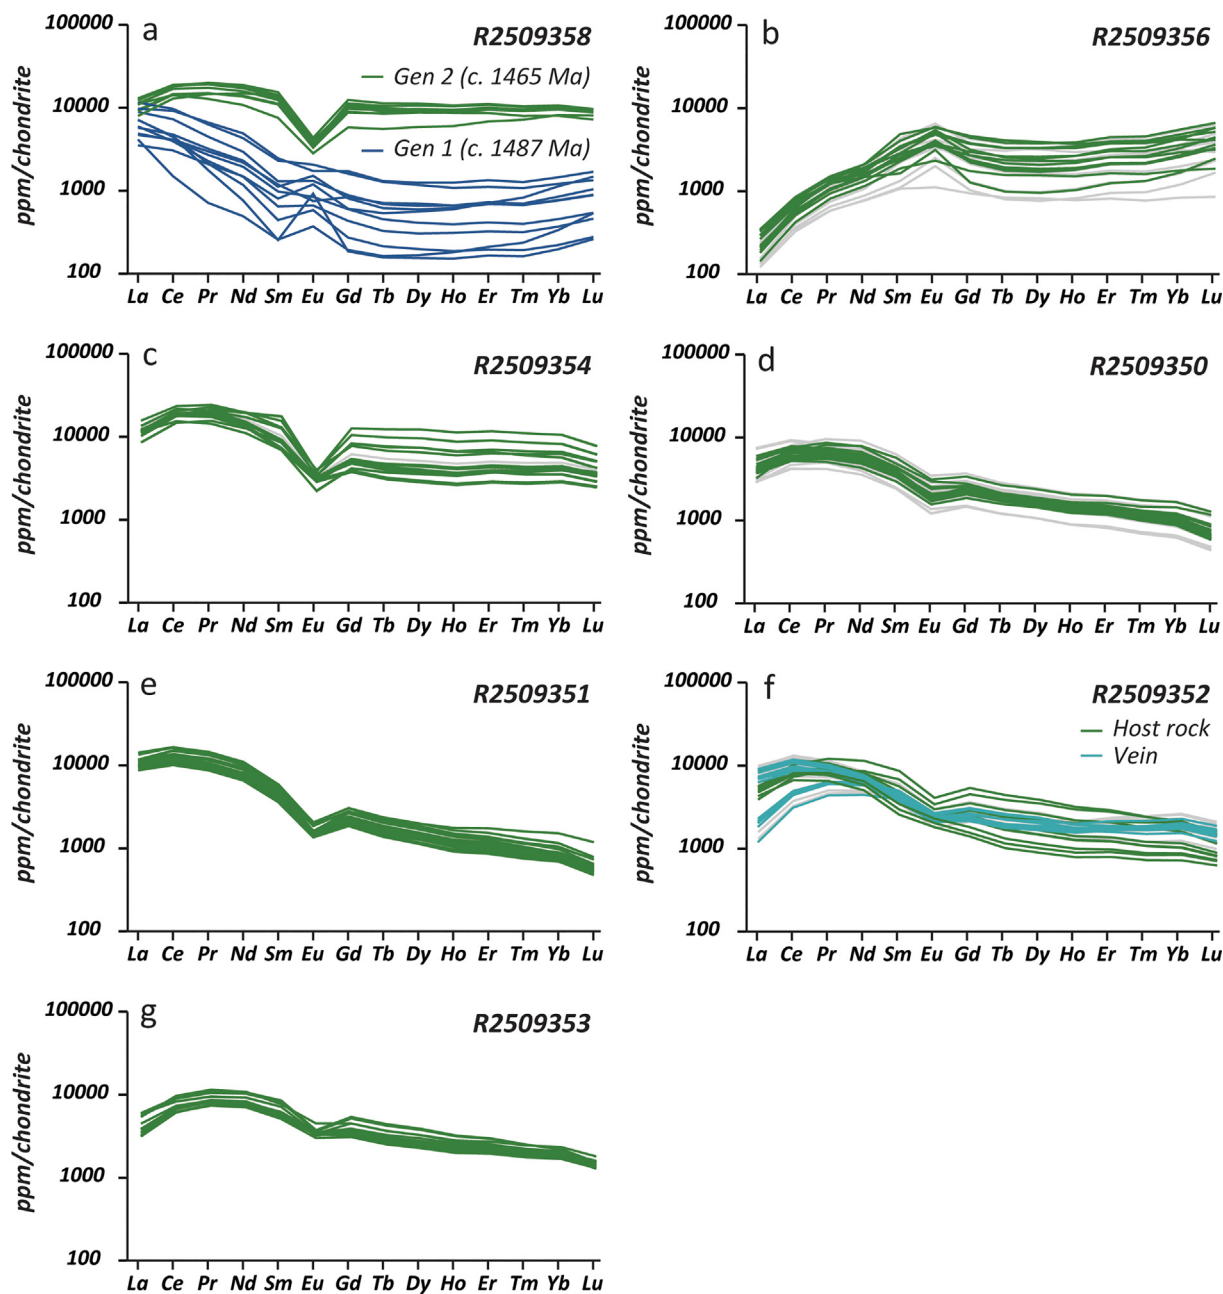 a
R2509358
100000
10000
1000
100
ppm/chondrite
Gen 2 (c. 1465 Ma)
Gen 1 (c. 1487 Ma)
La Ce Pr Nd Sm Eu Gd Tb Dy Ho Er Tm Yb Lu
b
R2509356
100000
10000
1000
100
ppm/chondrite
La Ce Pr Nd Sm Eu Gd Tb Dy Ho Er Tm Yb Lu
c
R2509354
100000
10000
1000
100
ppm/chondrite
La Ce Pr Nd Sm Eu Gd Tb Dy Ho Er Tm Yb Lu
d
R2509350
100000
10000
1000
100
ppm/chondrite
La Ce Pr Nd Sm Eu Gd Tb Dy Ho Er Tm Yb Lu
e
R2509351
100000
10000
1000
100
ppm/chondrite
La Ce Pr Nd Sm Eu Gd Tb Dy Ho Er Tm Yb Lu
f
R2509352
100000
10000
1000
100
ppm/chondrite
Host rock
Vein
La Ce Pr Nd Sm Eu Gd Tb Dy Ho Er Tm Yb Lu
g
R2509353
100000
10000
1000
100
ppm/chondrite
La Ce Pr Nd Sm Eu Gd Tb Dy Ho Er Tm Yb Lu